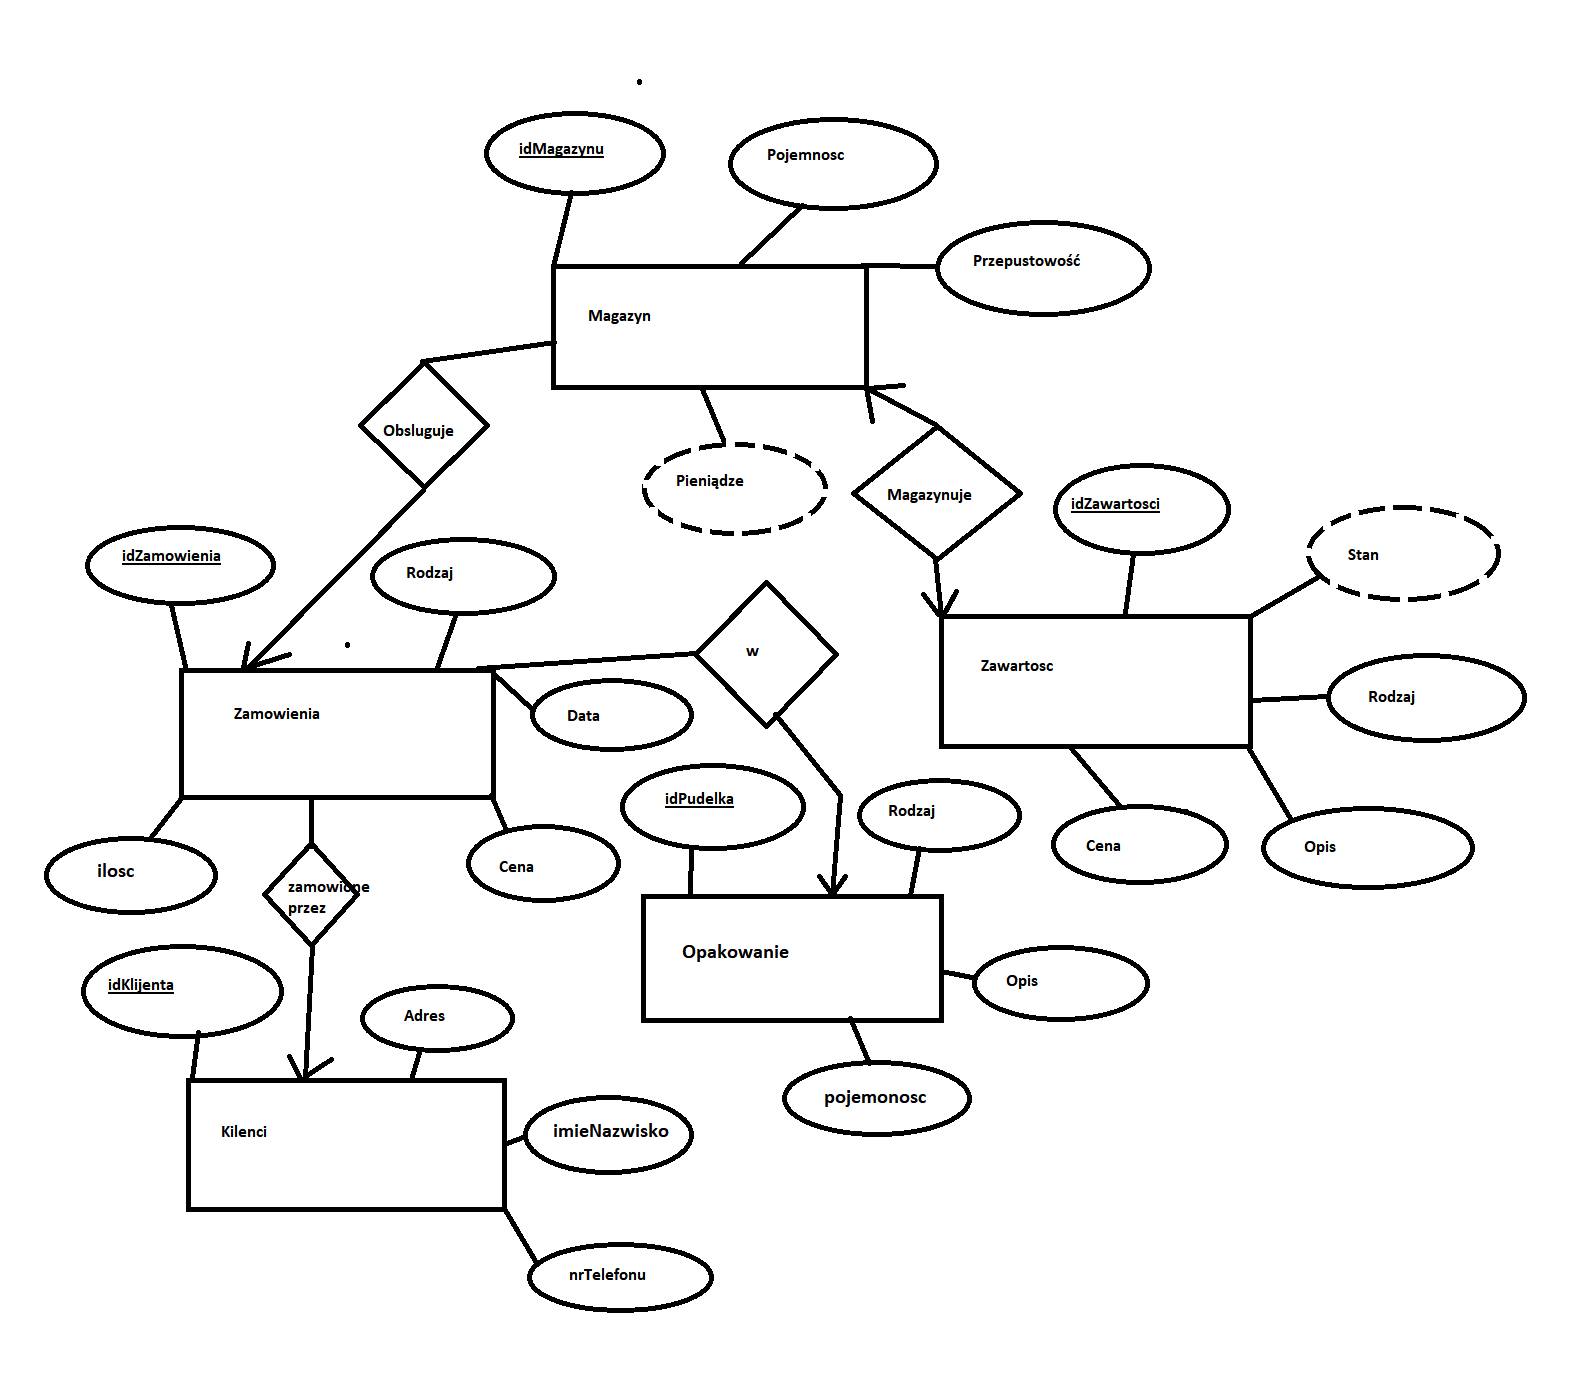 idMagazynu
Pojemnosc
Przepustowość
Magazyn
Obsluguje
Pieniądze
Magazynuje
idZawartosci
Stan
idZamowienia
Rodzaj
w
Zawartosc
Rodzaj
Zamowienia
Data
idPudelka
Rodzaj
Cena
Opis
ilosc
zamowione
przez
Cena
Opakowanie
Opis
idKlijenta
Adres
pojemonosc
Kilenci
imieNazwisko
nrTelefonu